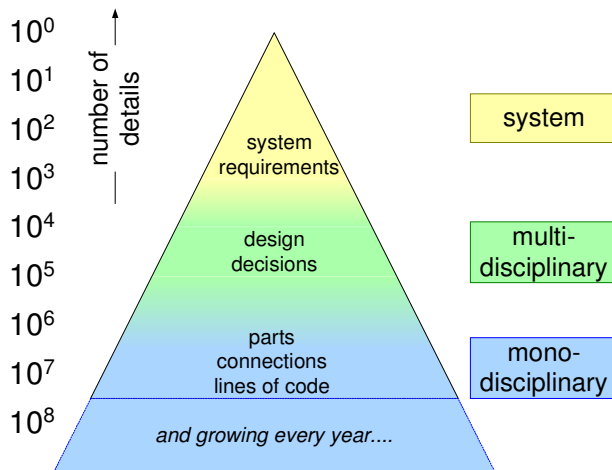 10⁰
10¹
10²
10³
10⁴
10⁵
10⁶
10⁷
10⁸
number of
details
system
requirements
design
decisions
parts
connections
lines of code
and growing every year....
system
multi-
disciplinary
mono-
disciplinary